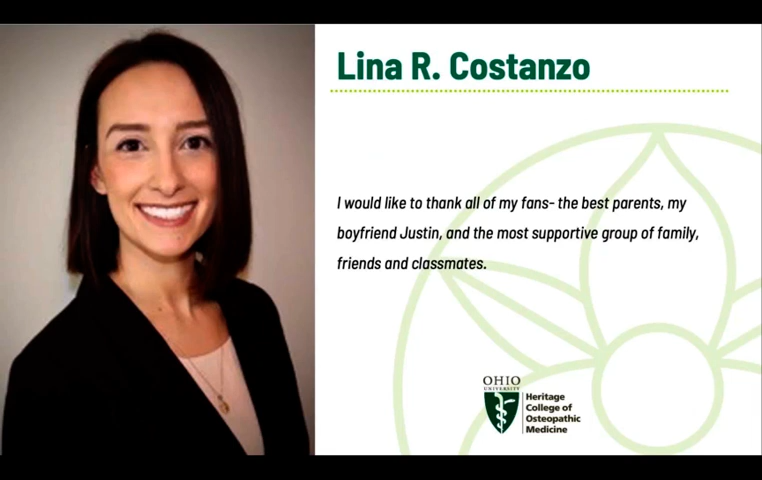 Lina R. Costanzo
I would like to thank all of my fans- the best parents, my
boyfriend Justin, and the most supportive group of family,
friends and classmates.
OHIO
UNIVERSITY
Heritage
College of
Osteopathic
Medicine